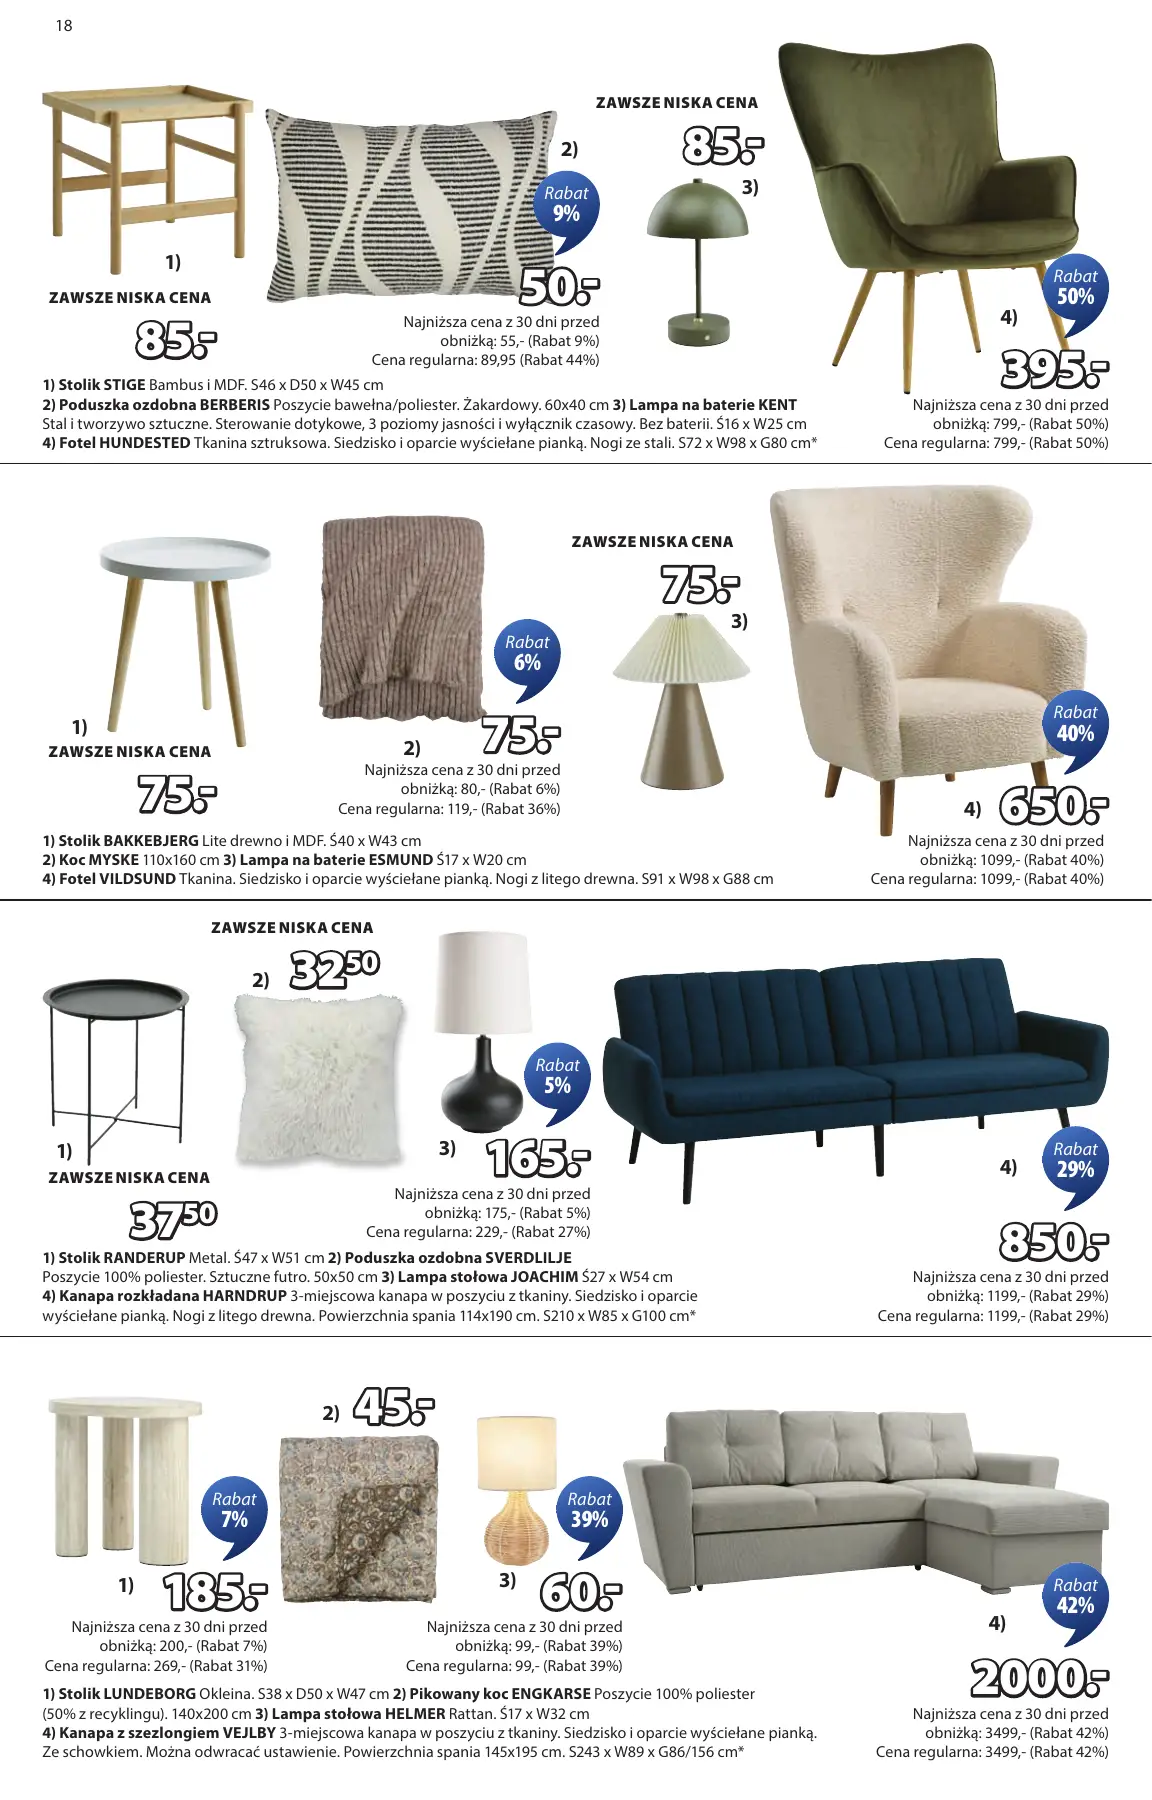 18
ZAWSZE NISKA CENA
85.-
2)
3)
Rabat
9%
1)
ZAWSZE NISKA CENA
85.-
50.-
Najniższa cena z 30 dni przed
obniżką: 55,- (Rabat 9%)
Cena regularna: 89,95 (Rabat 44%)
Rabat
50%
4)
395.-
1) Stolik STIGE Bambus i MDF. S46 x D50 x W45 cm
2) Poduszka ozdobna BERBERIS Poszycie bawełna/poliester. Żakardowy. 60x40 cm 3) Lampa na baterie KENT
Stal i tworzywo sztuczne. Sterowanie dotykowe, 3 poziomy jasności i wyłącznik czasowy. Bez baterii. Ś16 x W25 cm
4) Fotel HUNDESTED Tkanina sztruksowa. Siedzisko i oparcie wyściełane pianką. Nogi ze stali. S72 x W98 x G80 cm*
Najniższa cena z 30 dni przed
obniżką: 799,- (Rabat 50%)
Cena regularna: 799,- (Rabat 50%)
ZAWSZE NISKA CENA
75.-
3)
Rabat
6%
1)
ZAWSZE NISKA CENA
75.-
2)
75.-
Najniższa cena z 30 dni przed
obniżką: 80,- (Rabat 6%)
Cena regularna: 119,- (Rabat 36%)
Rabat
40%
4)
650.-
1) Stolik BAKKEBJERG Lite drewno i MDF. Ś40 x W43 cm
2) Koc MYSKE 110x160 cm 3) Lampa na baterie ESMUND Ś17 x W20 cm
4) Fotel VILDSUND Tkanina. Siedzisko i oparcie wyściełane pianką. Nogi z litego drewna. S91 x W98 x G88 cm
Najniższa cena z 30 dni przed
obniżką: 1099,- (Rabat 40%)
Cena regularna: 1099,- (Rabat 40%)
ZAWSZE NISKA CENA
2)
3250
Rabat
5%
1)
ZAWSZE NISKA CENA
3750
3)
165.-
Najniższa cena z 30 dni przed
obniżką: 175,- (Rabat 5%)
Cena regularna: 229,- (Rabat 27%)
4)
Rabat
29%
850.-
1) Stolik RANDERUP Metal. Ś47 x W51 cm 2) Poduszka ozdobna SVERDLILJE
Poszycie 100% poliester. Sztuczne futro. 50x50 cm 3) Lampa stołowa JOACHIM Ś27 x W54 cm
4) Kanapa rozkładana HARNDRUP 3-miejscowa kanapa w poszyciu z tkaniny. Siedzisko i oparcie
wyściełane pianką. Nogi z litego drewna. Powierzchnia spania 114x190 cm. S210 x W85 x G100 cm*
Najniższa cena z 30 dni przed
obniżką: 1199,- (Rabat 29%)
Cena regularna: 1199,- (Rabat 29%)
2)
45.-
Rabat
7%
1)
185.-
Najniższa cena z 30 dni przed
obniżką: 200,- (Rabat 7%)
Cena regularna: 269,- (Rabat 31%)
Rabat
39%
3)
60.-
Najniższa cena z 30 dni przed
obniżką: 99,- (Rabat 39%)
Cena regularna: 99,- (Rabat 39%)
Rabat
42%
4)
2000.-
1) Stolik LUNDEBORG Okleina. S38 x D50 x W47 cm 2) Pikowany koc ENGKARSE Poszycie 100% poliester
(50% z recyklingu). 140x200 cm 3) Lampa stołowa HELMER Rattan. Ś17 x W32 cm
4) Kanapa z szezlongiem VEJLBY 3-miejscowa kanapa w poszyciu z tkaniny. Siedzisko i oparcie wyściełane pianką.
Ze schowkiem. Można odwracać ustawienie. Powierzchnia spania 145x195 cm. S243 x W89 x G86/156 cm*
Najniższa cena z 30 dni przed
obniżką: 3499,- (Rabat 42%)
Cena regularna: 3499,- (Rabat 42%)